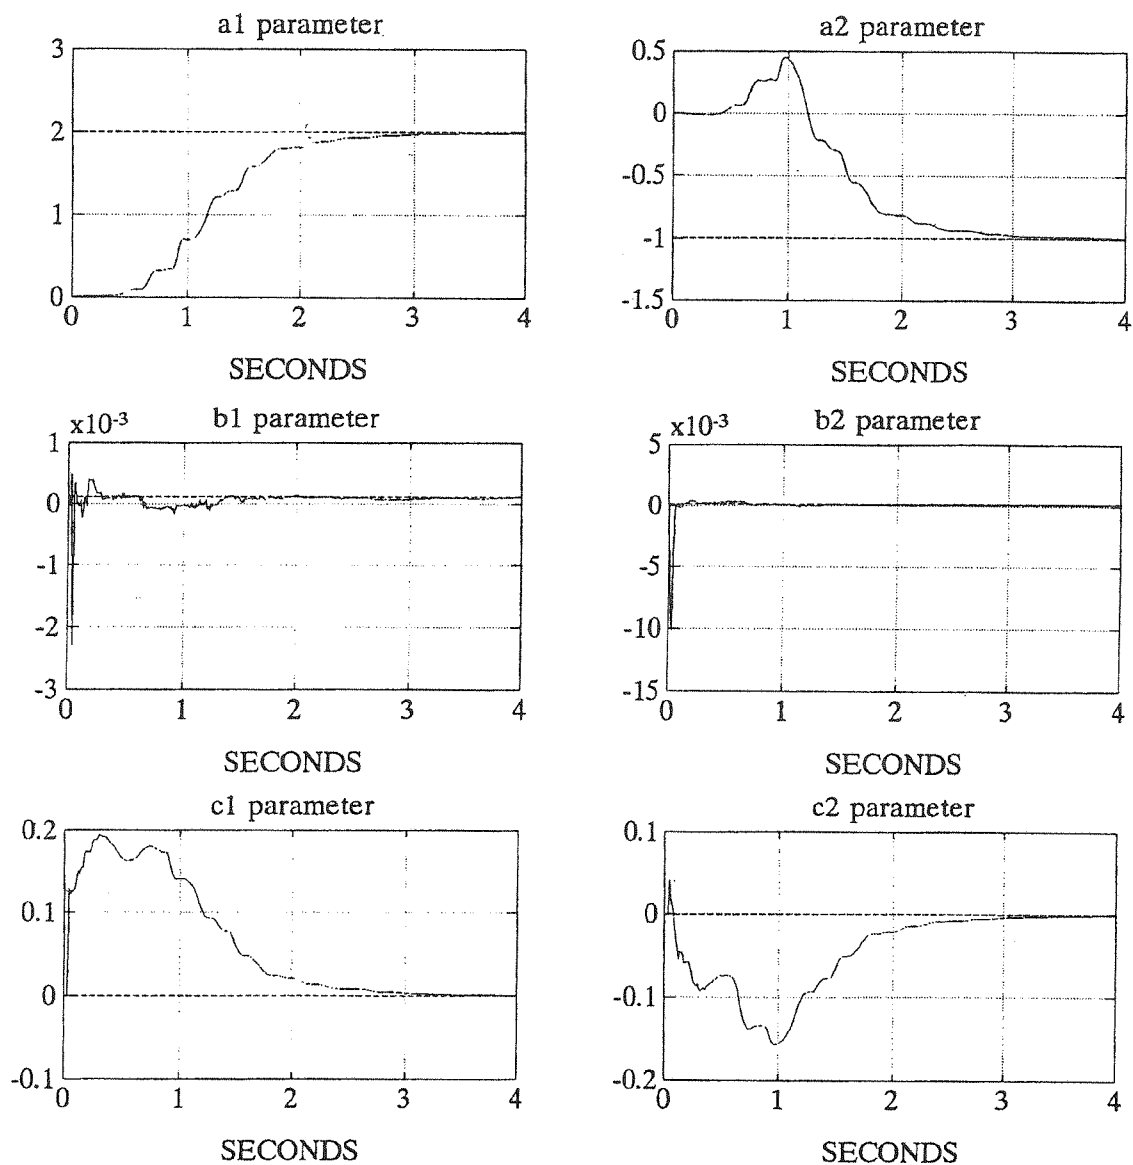 a1 parameter
3
2
1
0
0 1 2 3 4
SECONDS
a2 parameter
0.5
0
-0.5
-1
-1.5
0 1 2 3 4
SECONDS
b1 parameter
x10-3
1
0
-1
-2
-3
0 1 2 3 4
SECONDS
b2 parameter
x10-3
5
0
-5
-10
-15
0 1 2 3 4
SECONDS
c1 parameter
0.2
0.1
0
-0.1
0 1 2 3 4
SECONDS
c2 parameter
0.1
0
-0.1
-0.2
0 1 2 3 4
SECONDS